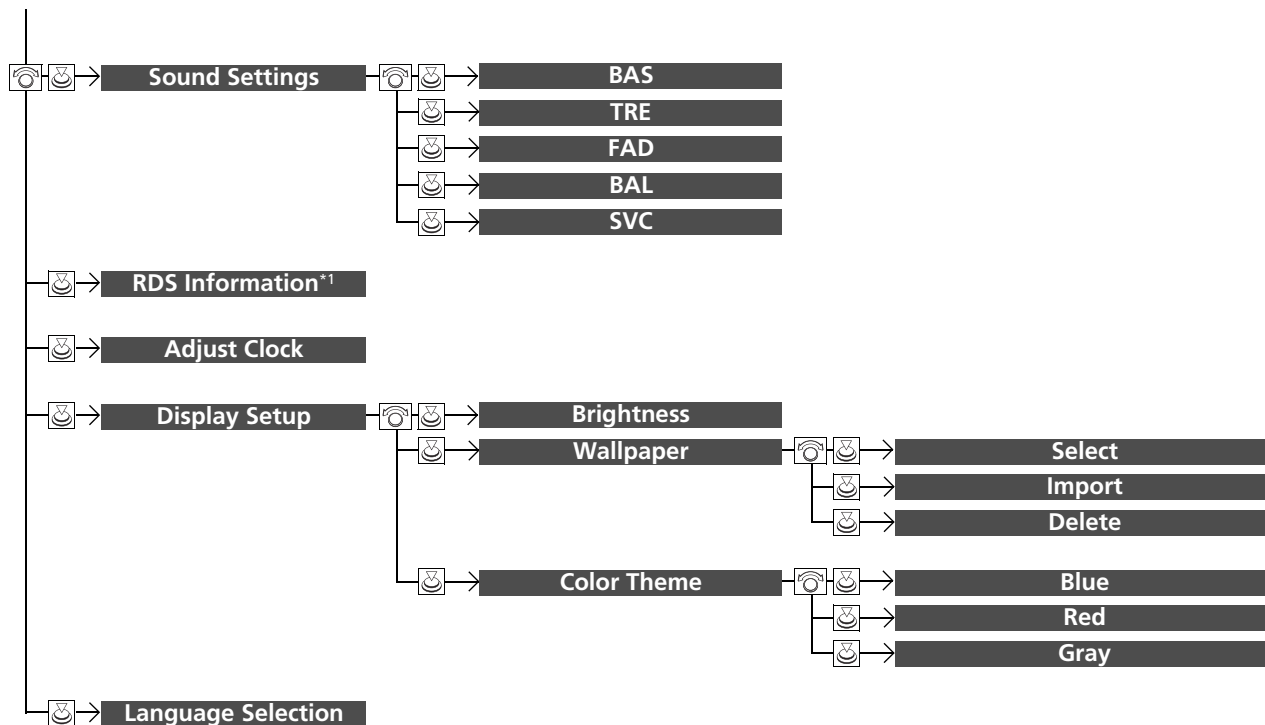 Sound Settings
BAS
TRE
FAD
BAL
SVC
RDS Information*1
Adjust Clock
Display Setup
Brightness
Wallpaper
Select
Import
Delete
Color Theme
Blue
Red
Gray
Language Selection